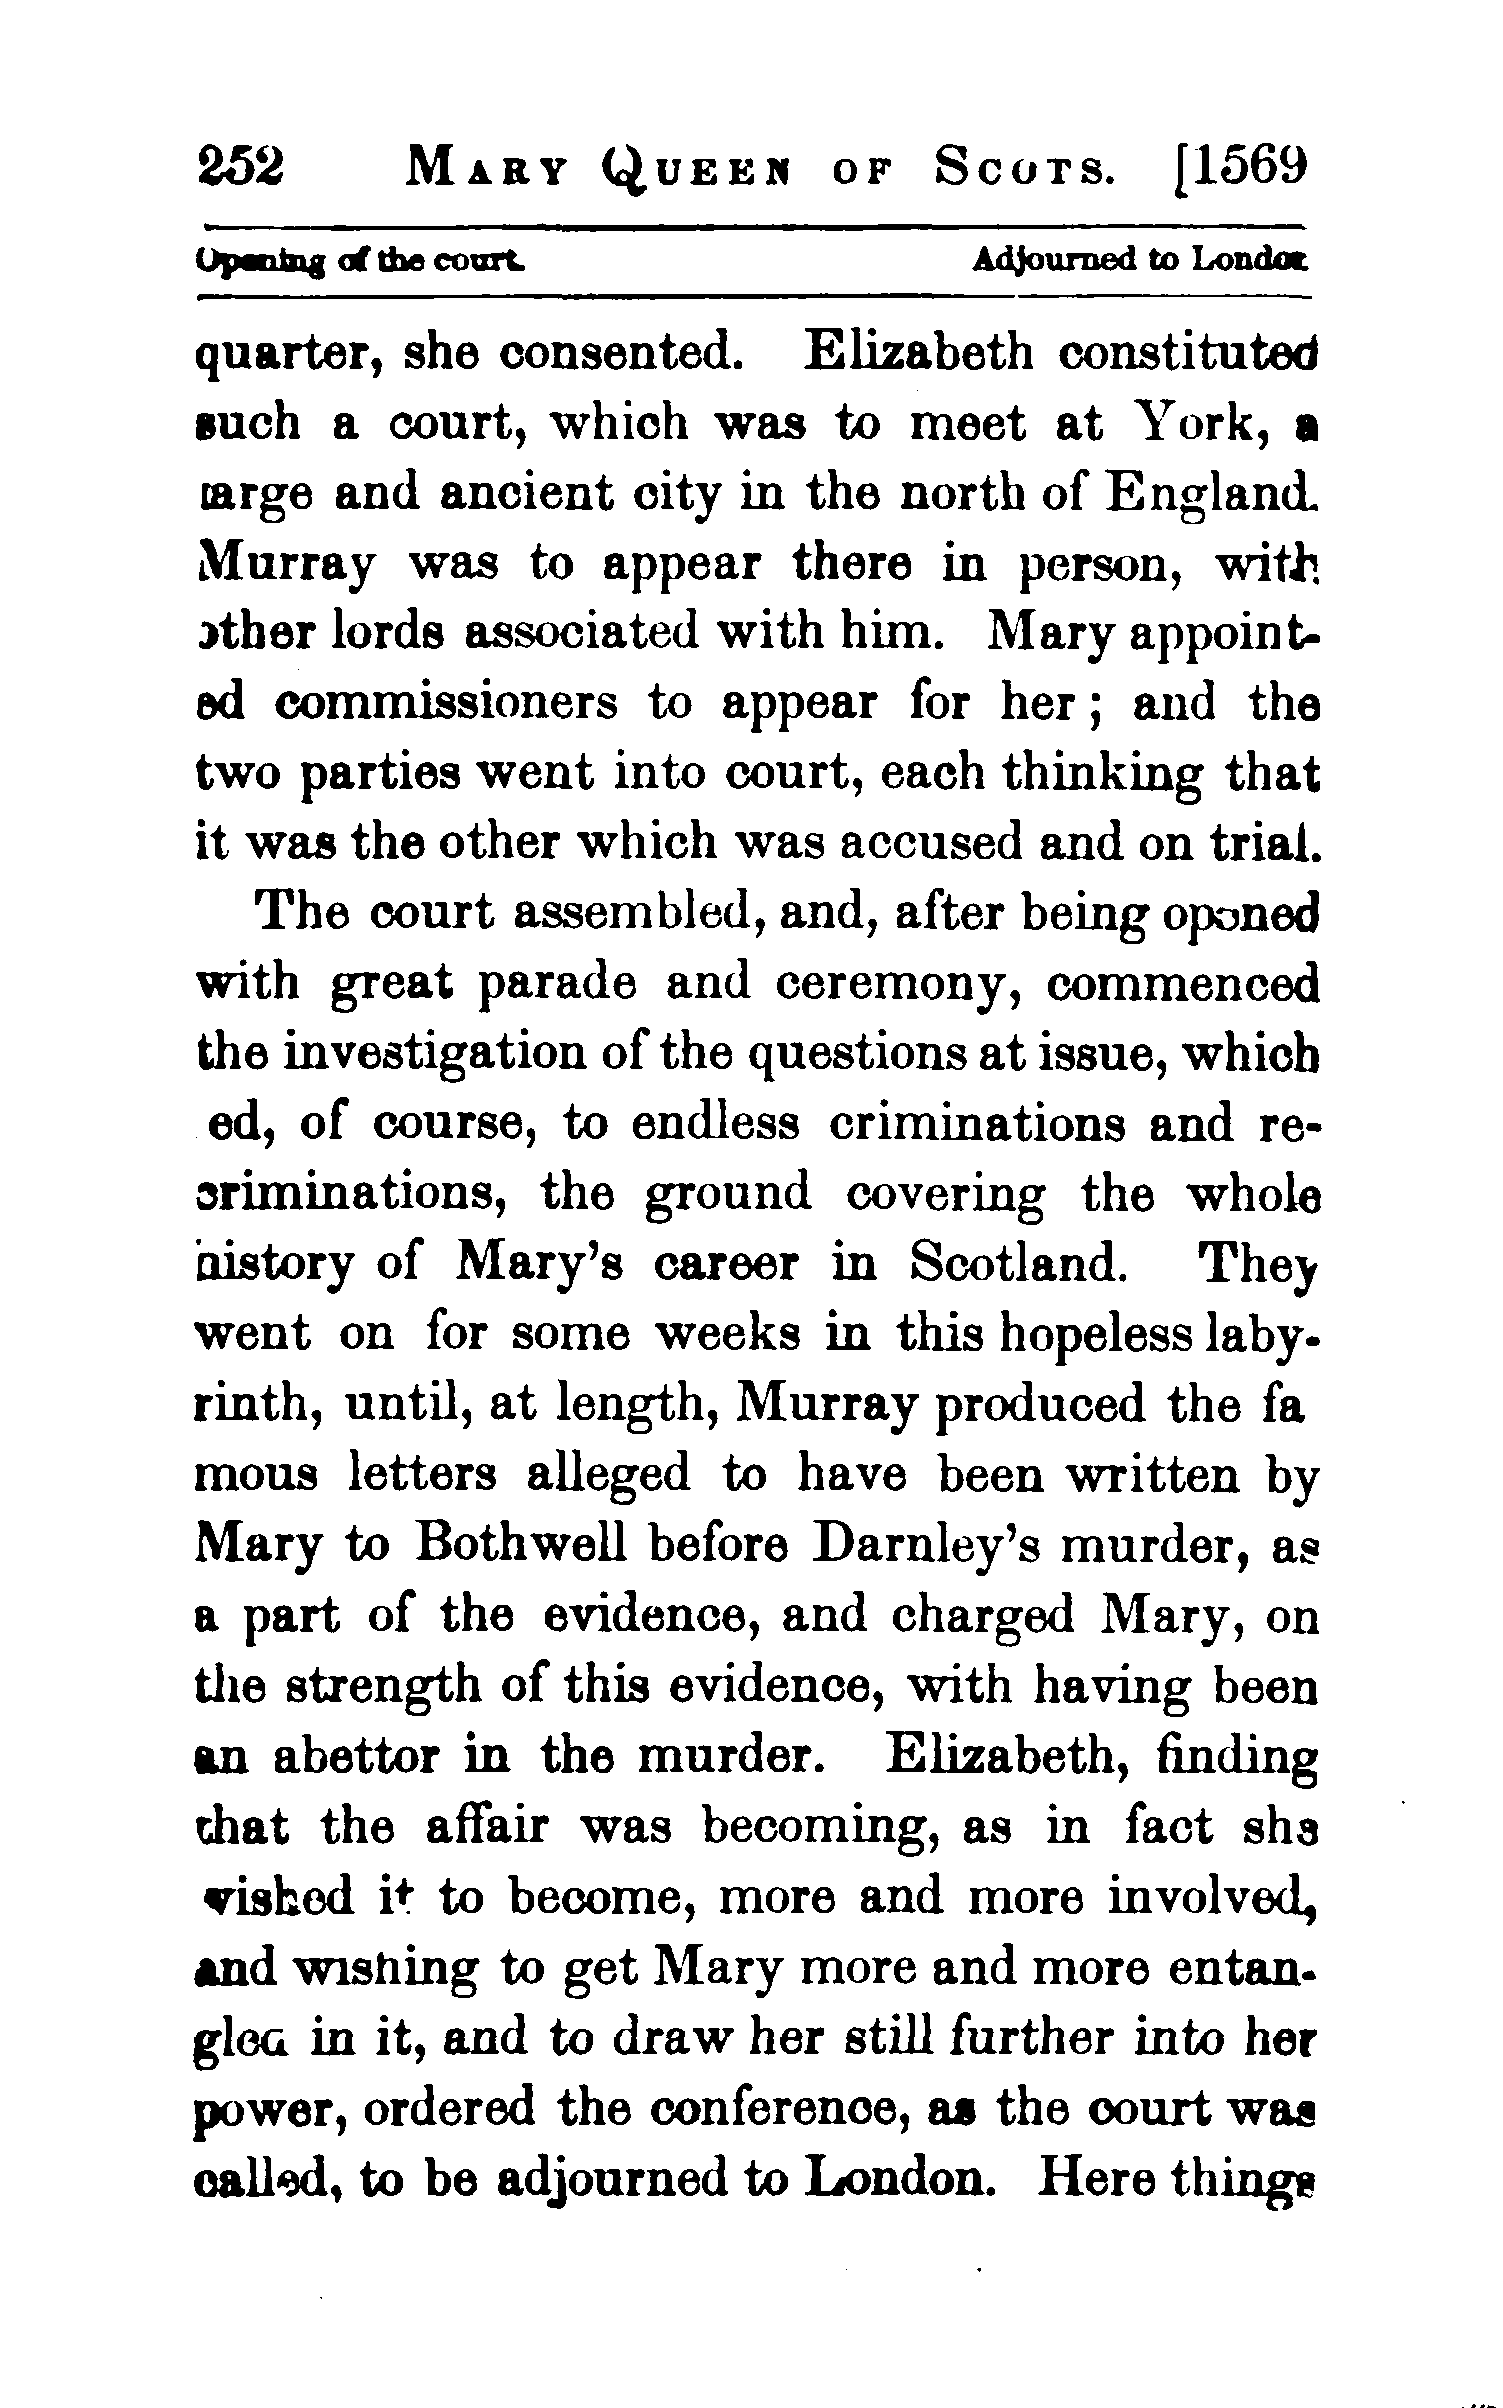 252 MARY QUEEN OF SCOTS. [1569
Opening of the court. Adjourned to London.
quarter, she consented. Elizabeth constituted
such a court, which was to meet at York, a
large and ancient city in the north of England.
Murray was to appear there in person, with
other lords associated with him. Mary appoint-
ed commissioners to appear for her; and the
two parties went into court, each thinking that
it was the other which was accused and on trial.
The court assembled, and, after being opened
with great parade and ceremony, commenced
the investigation of the questions at issue, which
ed, of course, to endless criminations and re-
criminations, the ground covering the whole
history of Mary's career in Scotland. They
went on for some weeks in this hopeless laby-
rinth, until, at length, Murray produced the fa
mous letters alleged to have been written by
Mary to Bothwell before Darnley's murder, as
a part of the evidence, and charged Mary, on
the strength of this evidence, with having been
an abettor in the murder. Elizabeth, finding
that the affair was becoming, as in fact she
wished it to become, more and more involved,
and wishing to get Mary more and more entan-
gled in it, and to draw her still further into her
power, ordered the conference, as the court was
called, to be adjourned to London. Here things